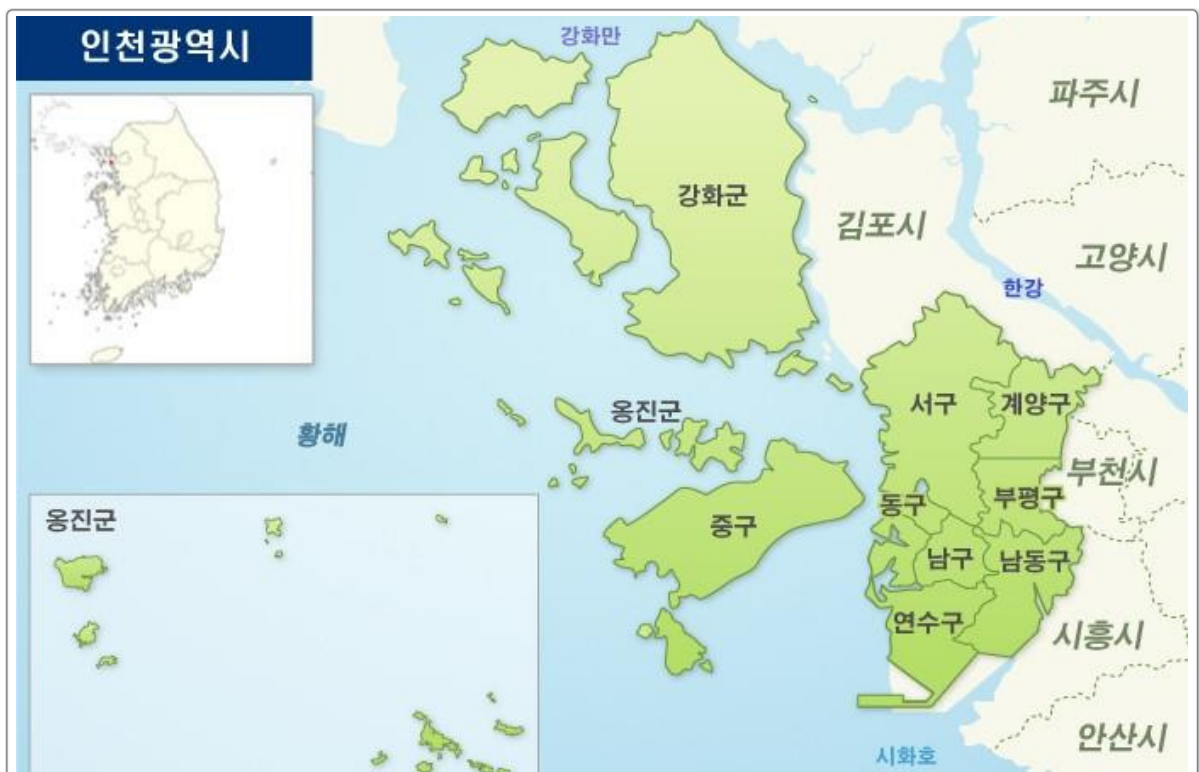 인천광역시
강화만
파주시
강화군
김포시
고양시
한강
서구
계양구
옹진군
황해
부천시
동구
부평구
중구
옹진군
남구
남동구
연수구
시흥시
안산시
시화호